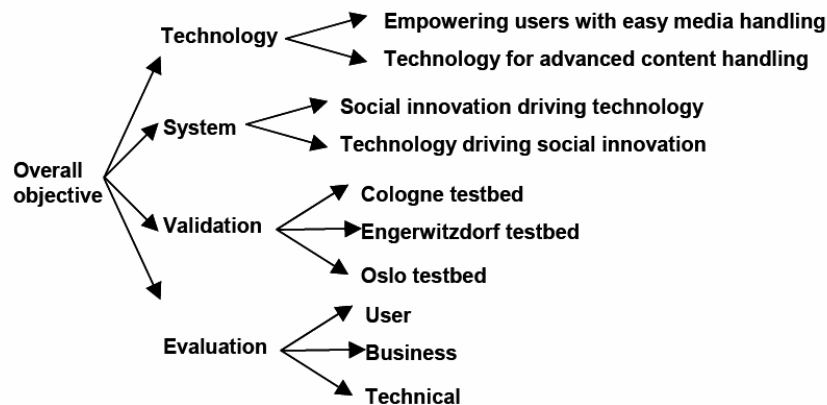 Technology
Empowering users with easy media handling
Technology for advanced content handling
System
Social innovation driving technology
Technology driving social innovation
Overall
objective
Validation
Cologne testbed
Engerwitzdorf testbed
Oslo testbed
Evaluation
User
Business
Technical